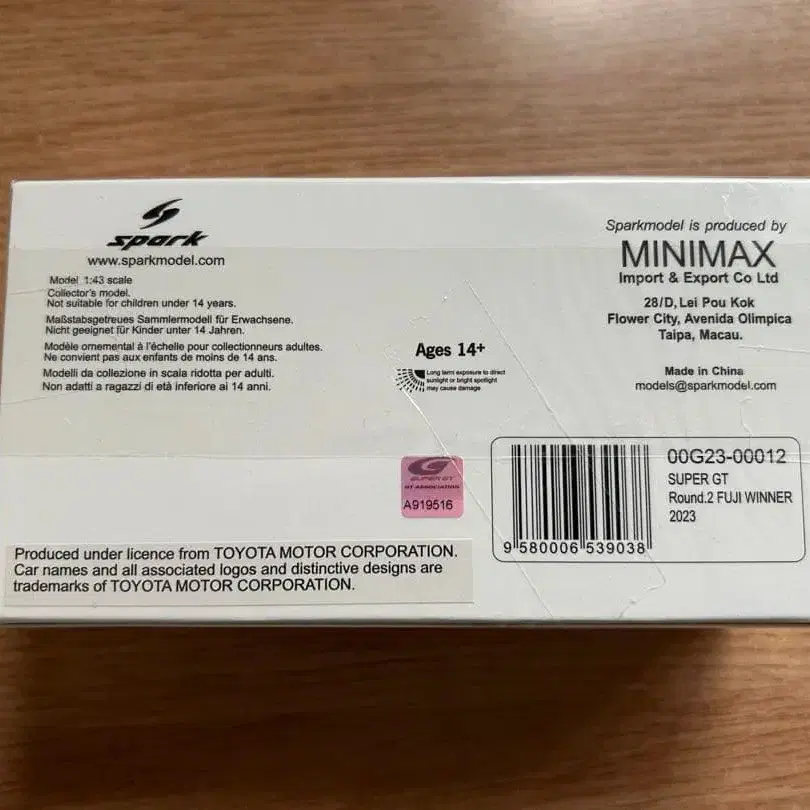 spark
www.sparkmodel.com
Model 1:43 scale
Collector's model.
Not suitable for children under 14 years.
Maßstabsgetreues Sammlermodell für Erwachsene.
Nicht geeignet für Kinder unter 14 Jahren.
Modèle ornemental à l'échelle pour collectionneurs adultes.
Ne convient pas aux enfants de moins de 14 ans.
Modelli da collezione in scala ridotta per adulti.
Non adatti a ragazzi di età inferiore ai 14 anni.
Ages 14+
Long term exposure to direct
sunlight or bright spotlight
may cause damage
Sparkmodel is produced by
MINIMAX
Import & Export Co Ltd
28/D, Lei Pou Kok
Flower City, Avenida Olimpica
Taipa, Macau.
Made in China
models@sparkmodel.com
SUPER GT
GT-ASSOCIATION
A919516
00G23-00012
SUPER GT
Round.2 FUJI WINNER
2023
9 580006 539038
Produced under licence from TOYOTA MOTOR CORPORATION.
Car names and all associated logos and distinctive designs are
trademarks of TOYOTA MOTOR CORPORATION.